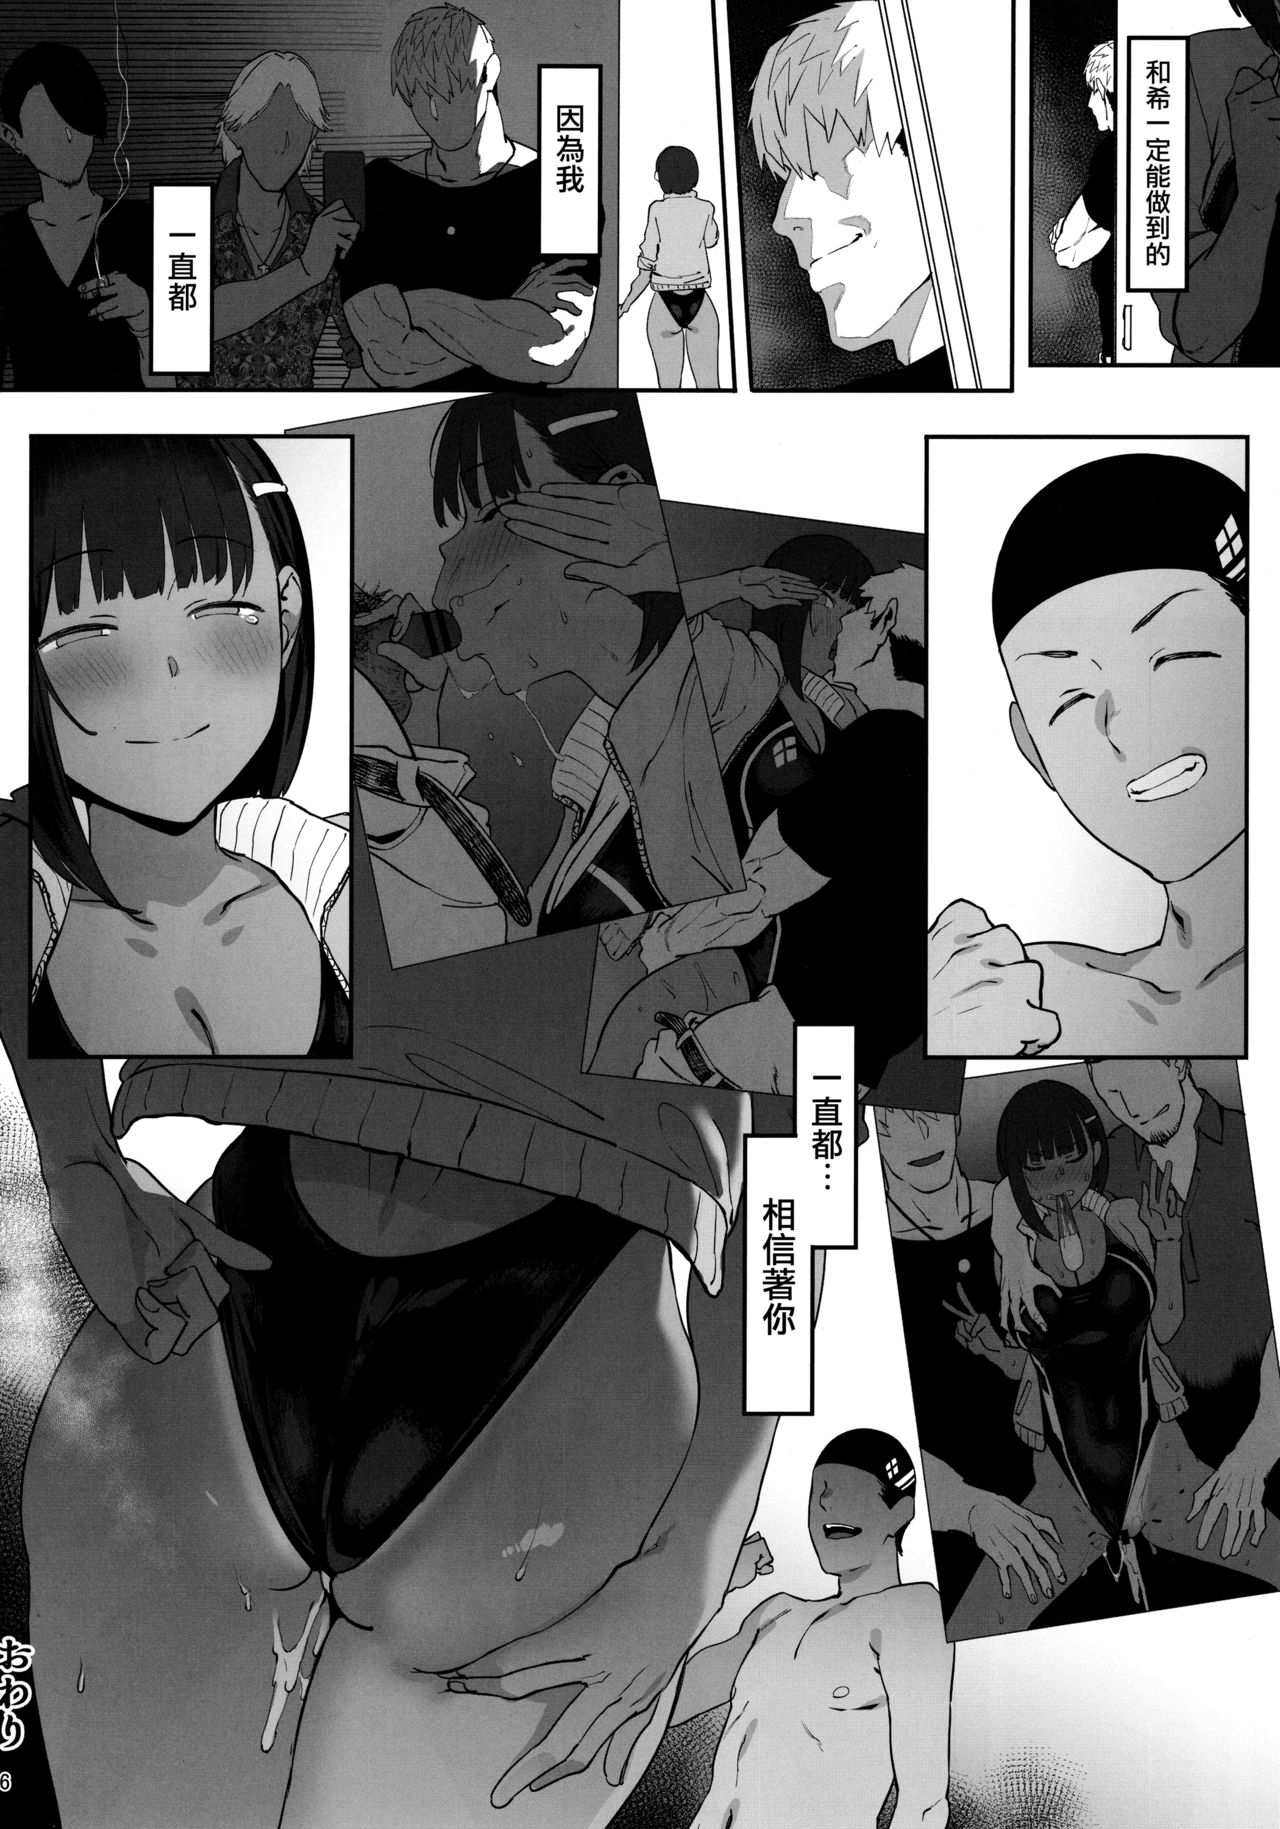 和希一定能做到的
因為我
一直都
一直都…
相信著你
おわり
6